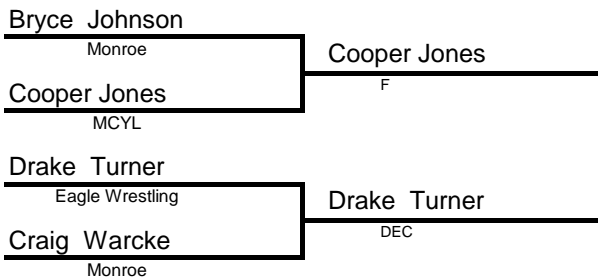 Bryce Johnson
Monroe
Cooper Jones
F
Cooper Jones
MCYL
Drake Turner
Eagle Wrestling
Drake Turner
DEC
Craig Warcke
Monroe